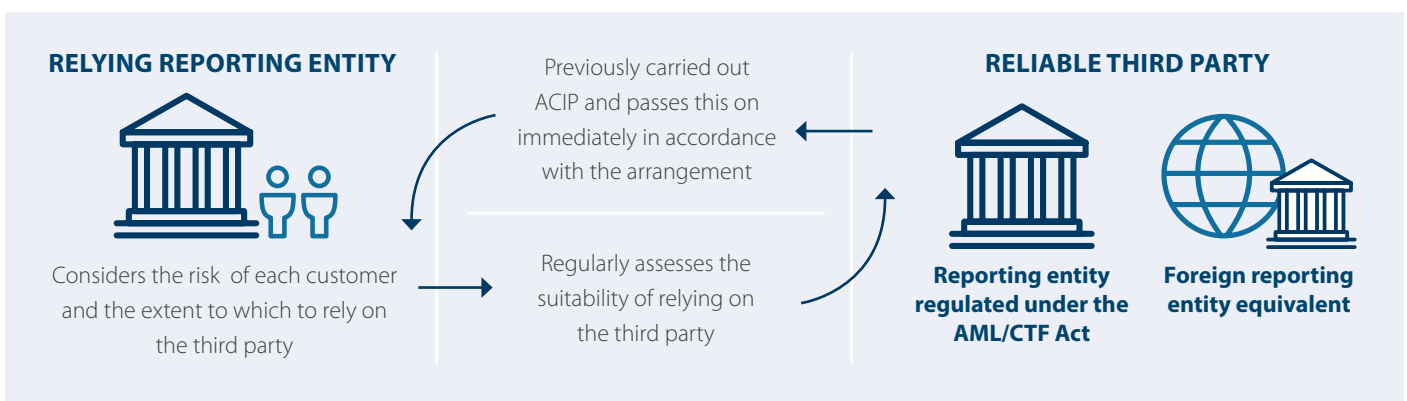 RELYING REPORTING ENTITY
Considers the risk of each customer
and the extent to which to rely on
the third party
Previously carried out
ACIP and passes this on
immediately in accordance
with the arrangement
Regularly assesses the
suitability of relying on
the third party
RELIABLE THIRD PARTY
Reporting entity
regulated under the
AML/CTF Act
Foreign reporting
entity equivalent